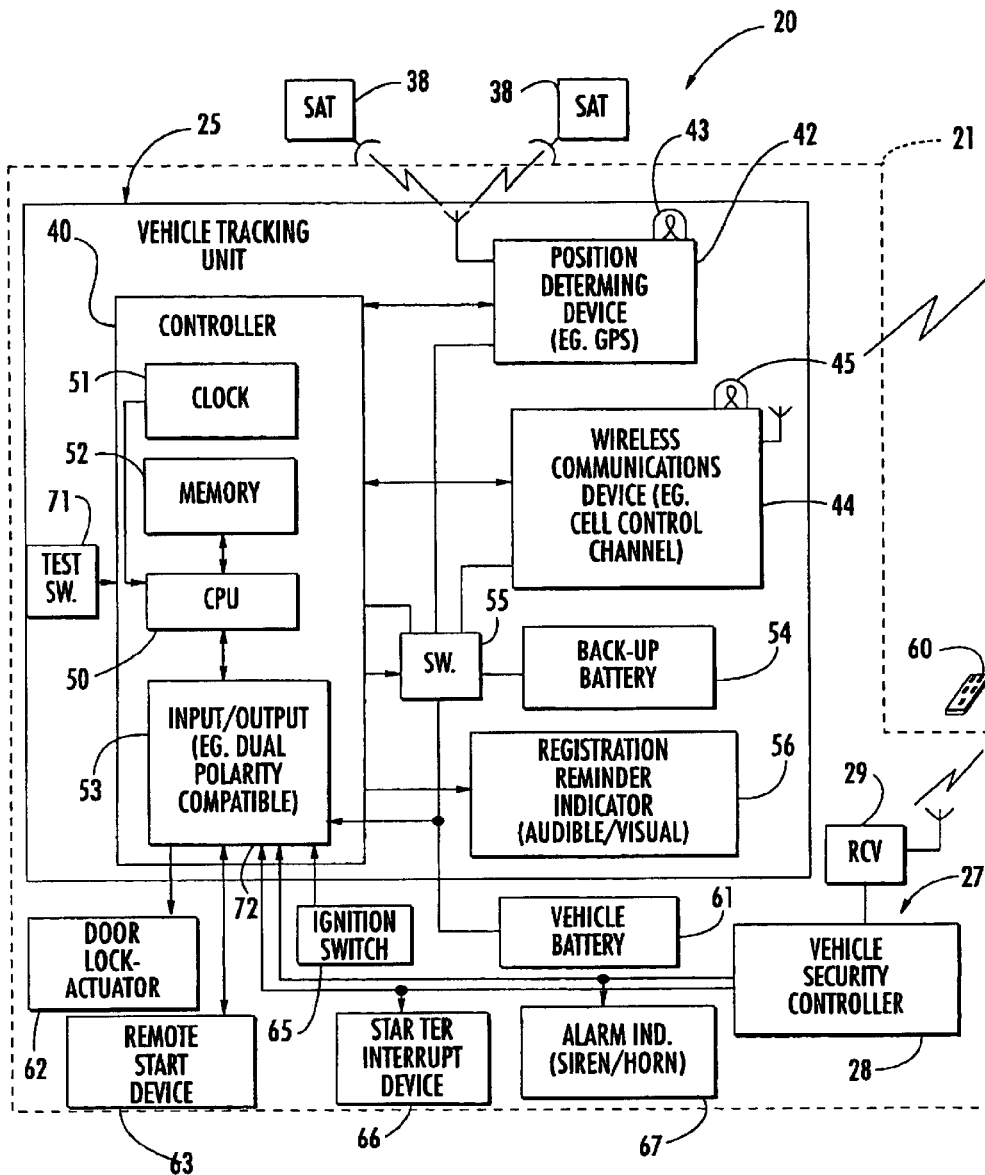 20
SAT
38
38
SAT
43
42
21
25
40
VEHICLE TRACKING
UNIT
POSITION
DETERMING
DEVICE
(EG. GPS)
CONTROLLER
51
CLOCK
45
52
MEMORY
WIRELESS
COMMUNICATIONS
DEVICE (EG.
CELL CONTROL
CHANNEL)
44
71
TEST
SW.
CPU
50
55
SW.
BACK-UP
BATTERY
54
60
INPUT/OUTPUT
(EG. DUAL
POLARITY
COMPATIBLE)
53
REGISTRATION
REMINDER
INDICATOR
(AUDIBLE/VISUAL)
56
29
RCV
27
72
DOOR
LOCK-
ACTUATOR
62
IGNITION
SWITCH
65
VEHICLE
BATTERY
61
VEHICLE
SECURITY
CONTROLLER
28
REMOTE
START
DEVICE
63
STAR TER
INTERRUPT
DEVICE
66
ALARM IND.
(SIREN/HORN)
67